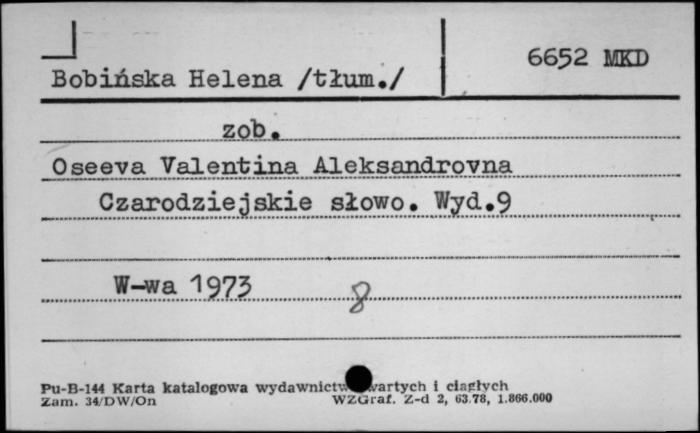 6652 MKD
Bobińska Helena /tłum./
zob.
Oseeva Valentina Aleksandrovna
Czarodziejskie słowo. Wyd.9
W-wa 1973
8
Pu-B-144 Karta katalogowa wydawnictw zwartych i ciągłych
Zam. 34/DW/On WZGraf. Z-d 2, 63.78, 1.866.000